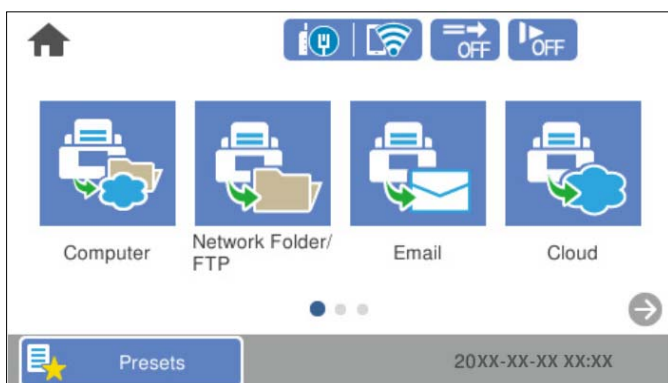 OFF OFF
Computer
Network Folder/
FTP
Email
Cloud
Presets
20XX-XX-XX XX:XX